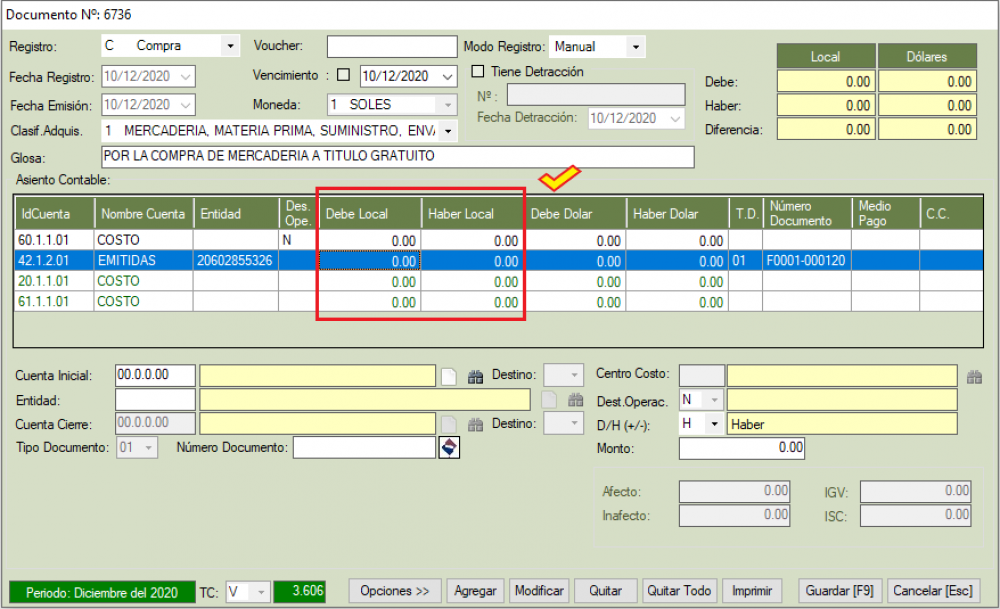 Documento Nº: 6736
Registro: C Compra Voucher: Modo Registro: Manual
Local Dólares
Fecha Registro: 10/12/2020 Vencimiento : 10/12/2020 Tiene Detracción
Debe: 0.00 0.00
Nº :
Fecha Emisión: 10/12/2020 Moneda: 1 SOLES
Haber: 0.00 0.00
Fecha Detracción: 10/12/2020
Clasif.Adquis. 1 MERCADERIA, MATERIA PRIMA, SUMINISTRO, ENVA
Diferencia: 0.00 0.00
Glosa: POR LA COMPRA DE MERCADERIA A TITULO GRATUITO
Asiento Contable:
IdCuenta Nombre Cuenta Entidad Des. Ope. Debe Local Haber Local Debe Dolar Haber Dolar T.D. Número Documento Medio Pago C.C.
60.1.1.01 COSTO N 0.00 0.00 0.00 0.00
42.1.2.01 EMITIDAS 20602855326 0.00 0.00 0.00 0.00 01 F0001-000120
20.1.1.01 COSTO 0.00 0.00 0.00 0.00
61.1.1.01 COSTO 0.00 0.00 0.00 0.00
Cuenta Inicial: 00.0.0.00 Destino: Centro Costo:
Entidad: Dest.Operac. N
Cuenta Cierre: 00.0.0.00 Destino: D/H (+/-): H Haber
Tipo Documento: 01 Número Documento: Monto: 0.00
Afecto: 0.00 IGV: 0.00
Inafecto: 0.00 ISC: 0.00
Periodo: Diciembre del 2020 TC: V 3.606 Opciones >> Agregar Modificar Quitar Quitar Todo Imprimir Guardar [F9] Cancelar [Esc]